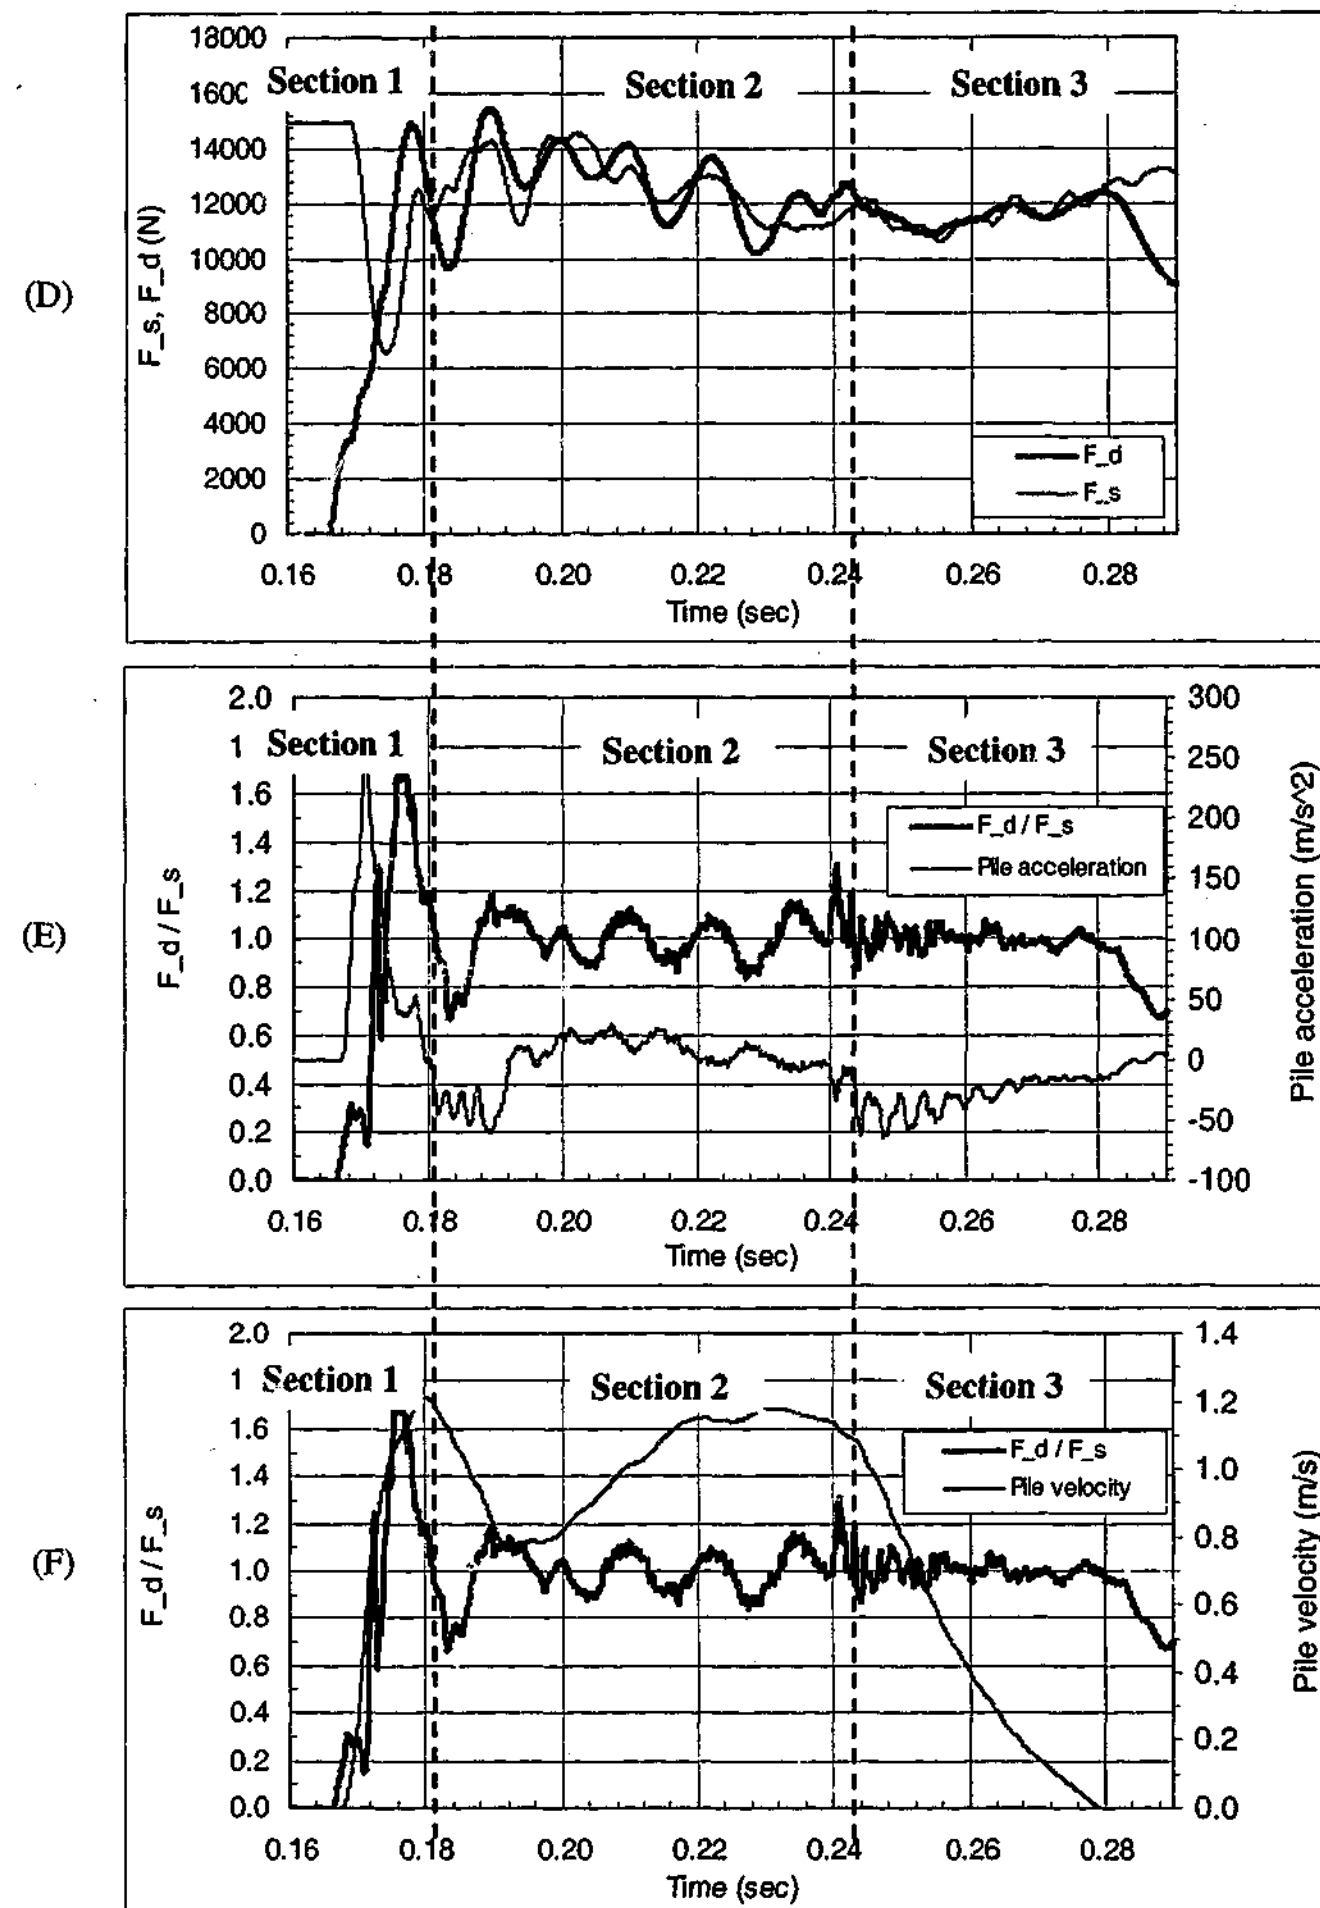 (D)
18000
1600
14000
12000
10000
8000
6000
4000
2000
0
F_s, F_d (N)
Section 1
Section 2
Section 3
F_d
F_s
0.16
0.18
0.20
0.22
0.24
0.26
0.28
Time (sec)
(E)
2.0
1
1.6
1.4
1.2
1.0
0.8
0.6
0.4
0.2
0.0
F_d / F_s
Section 1
Section 2
Section 3
F_d / F_s
Pile acceleration
300
250
200
150
100
50
0
-50
-100
Pile acceleration (m/s^2)
0.16
0.18
0.20
0.22
0.24
0.26
0.28
Time (sec)
(F)
2.0
1
1.6
1.4
1.2
1.0
0.8
0.6
0.4
0.2
0.0
F_d / F_s
Section 1
Section 2
Section 3
F_d / F_s
Pile velocity
1.4
1.2
1.0
0.8
0.6
0.4
0.2
0.0
Pile velocity (m/s)
0.16
0.18
0.20
0.22
0.24
0.26
0.28
Time (sec)